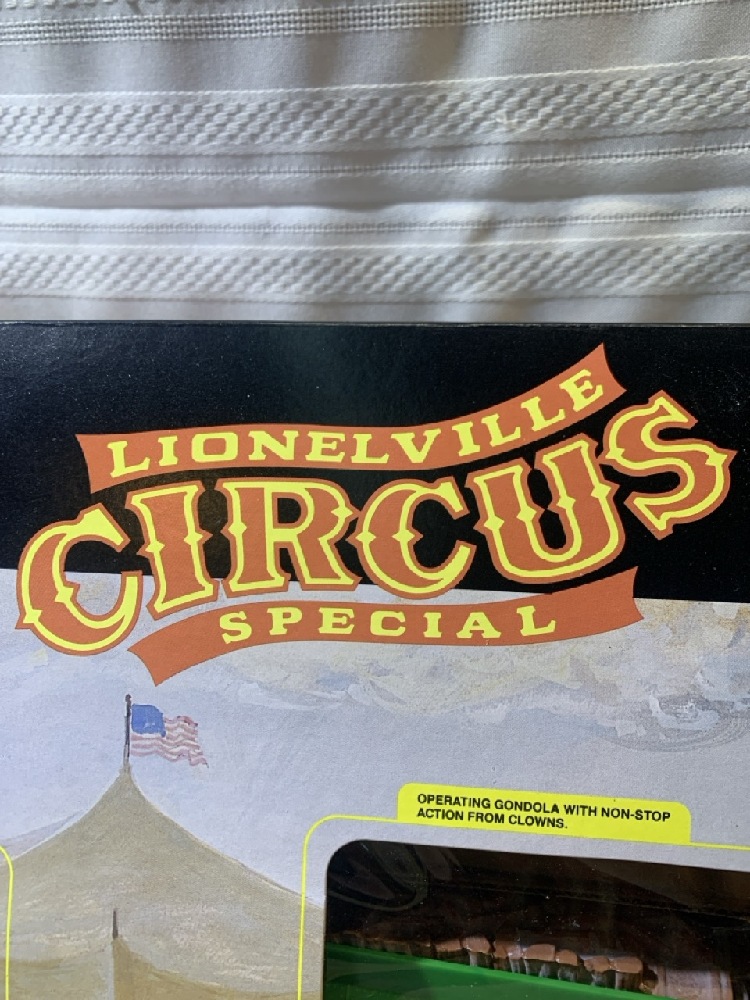 LIONELVILLE
CIRCUS
SPECIAL
OPERATING GONDOLA WITH NON-STOP
ACTION FROM CLOWNS.